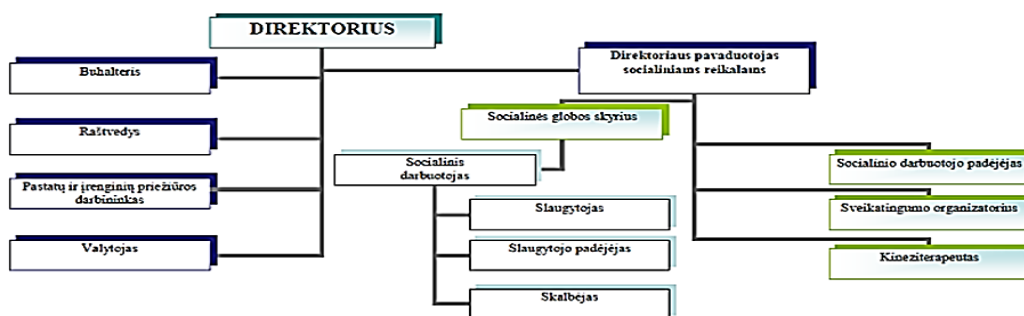 DIREKTORIUS
Direktoriaus pavaduotojas
socialiniams reikalams
Buhalteris
Socialinės globos skyrius
Raštvedys
Socialinis
darbuotojas
Socialinio darbuotojo padėjėjas
Pastatų ir įrenginių priežiūros
darbininkas
Slaugytojas
Sveikatingumo organizatorius
Valytojas
Slaugytojo padėjėjas
Kineziterapeutas
Skalbėjas